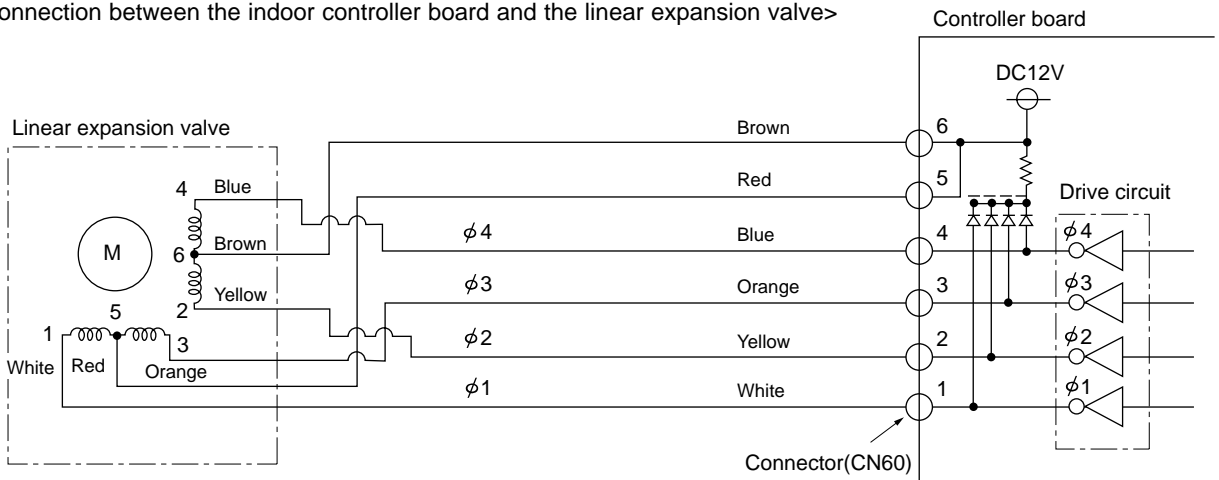 onnection between the indoor controller board and the linear expansion valve>
Controller board
DC12V
Linear expansion valve
Brown
6
Red
5
Drive circuit
4
Blue
ϕ4
Blue
4
ϕ4
M
6
Brown
ϕ3
Orange
3
ϕ3
Yellow
2
5
ϕ2
Yellow
2
ϕ2
1
3
White
Red
Orange
ϕ1
White
1
ϕ1
Connector(CN60)